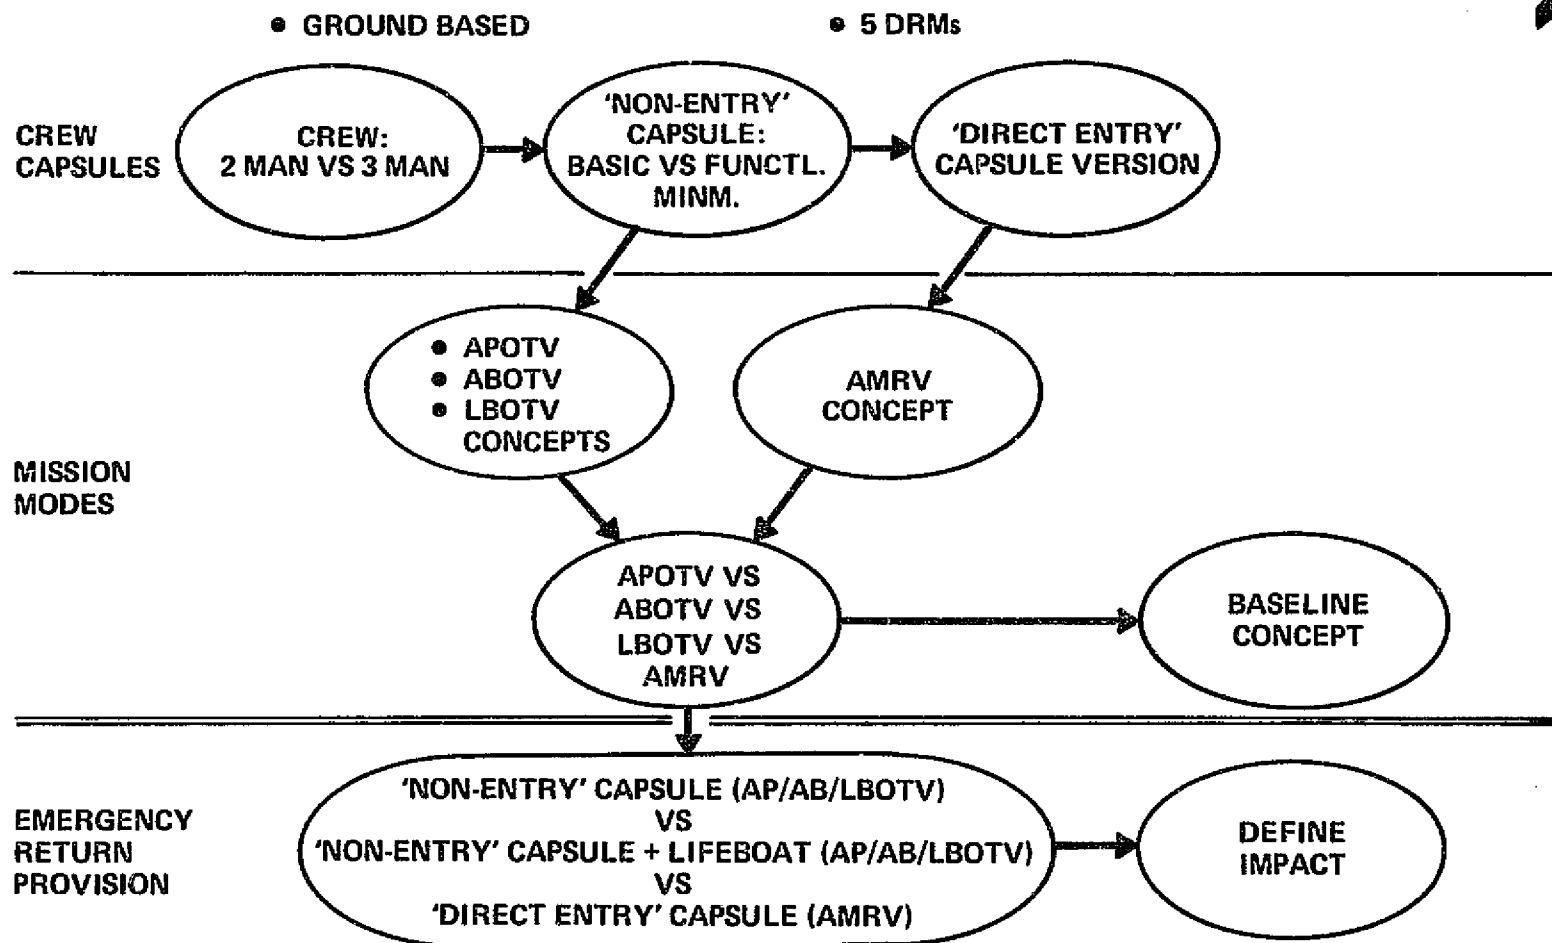 ● GROUND BASED
● 5 DRMs
CREW
CAPSULES
CREW:
2 MAN VS 3 MAN
'NON-ENTRY'
CAPSULE:
BASIC VS FUNCTL.
MINM.
'DIRECT ENTRY'
CAPSULE VERSION
MISSION
MODES
● APOTV
● ABOTV
● LBOTV
CONCEPTS
AMRV
CONCEPT
APOTV VS
ABOTV VS
LBOTV VS
AMRV
BASELINE
CONCEPT
EMERGENCY
RETURN
PROVISION
'NON-ENTRY' CAPSULE (AP/AB/LBOTV)
VS
'NON-ENTRY' CAPSULE + LIFEBOAT (AP/AB/LBOTV)
VS
'DIRECT ENTRY' CAPSULE (AMRV)
DEFINE
IMPACT